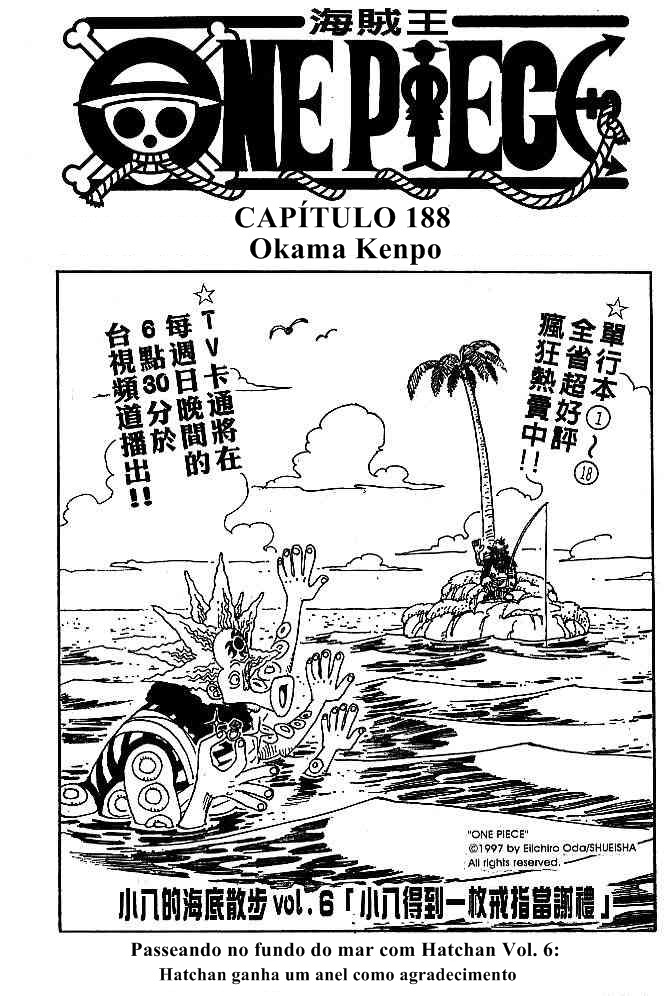 海賊王
ONE PIECE
CAPÍTULO 188
Okama Kenpo
☆單行本①~⑱
全省超好評
瘋狂熱賣中!!
☆TV卡通將在
每週日晚間的
6點30分於
台視頻道播出!!
"ONE PIECE"
©1997 by Eiichiro Oda/SHUEISHA
All rights reserved.
小八的海底散步vol.6「小八得到一枚戒指當謝禮」
Passeando no fundo do mar com Hatchan Vol. 6:
Hatchan ganha um anel como agradecimento